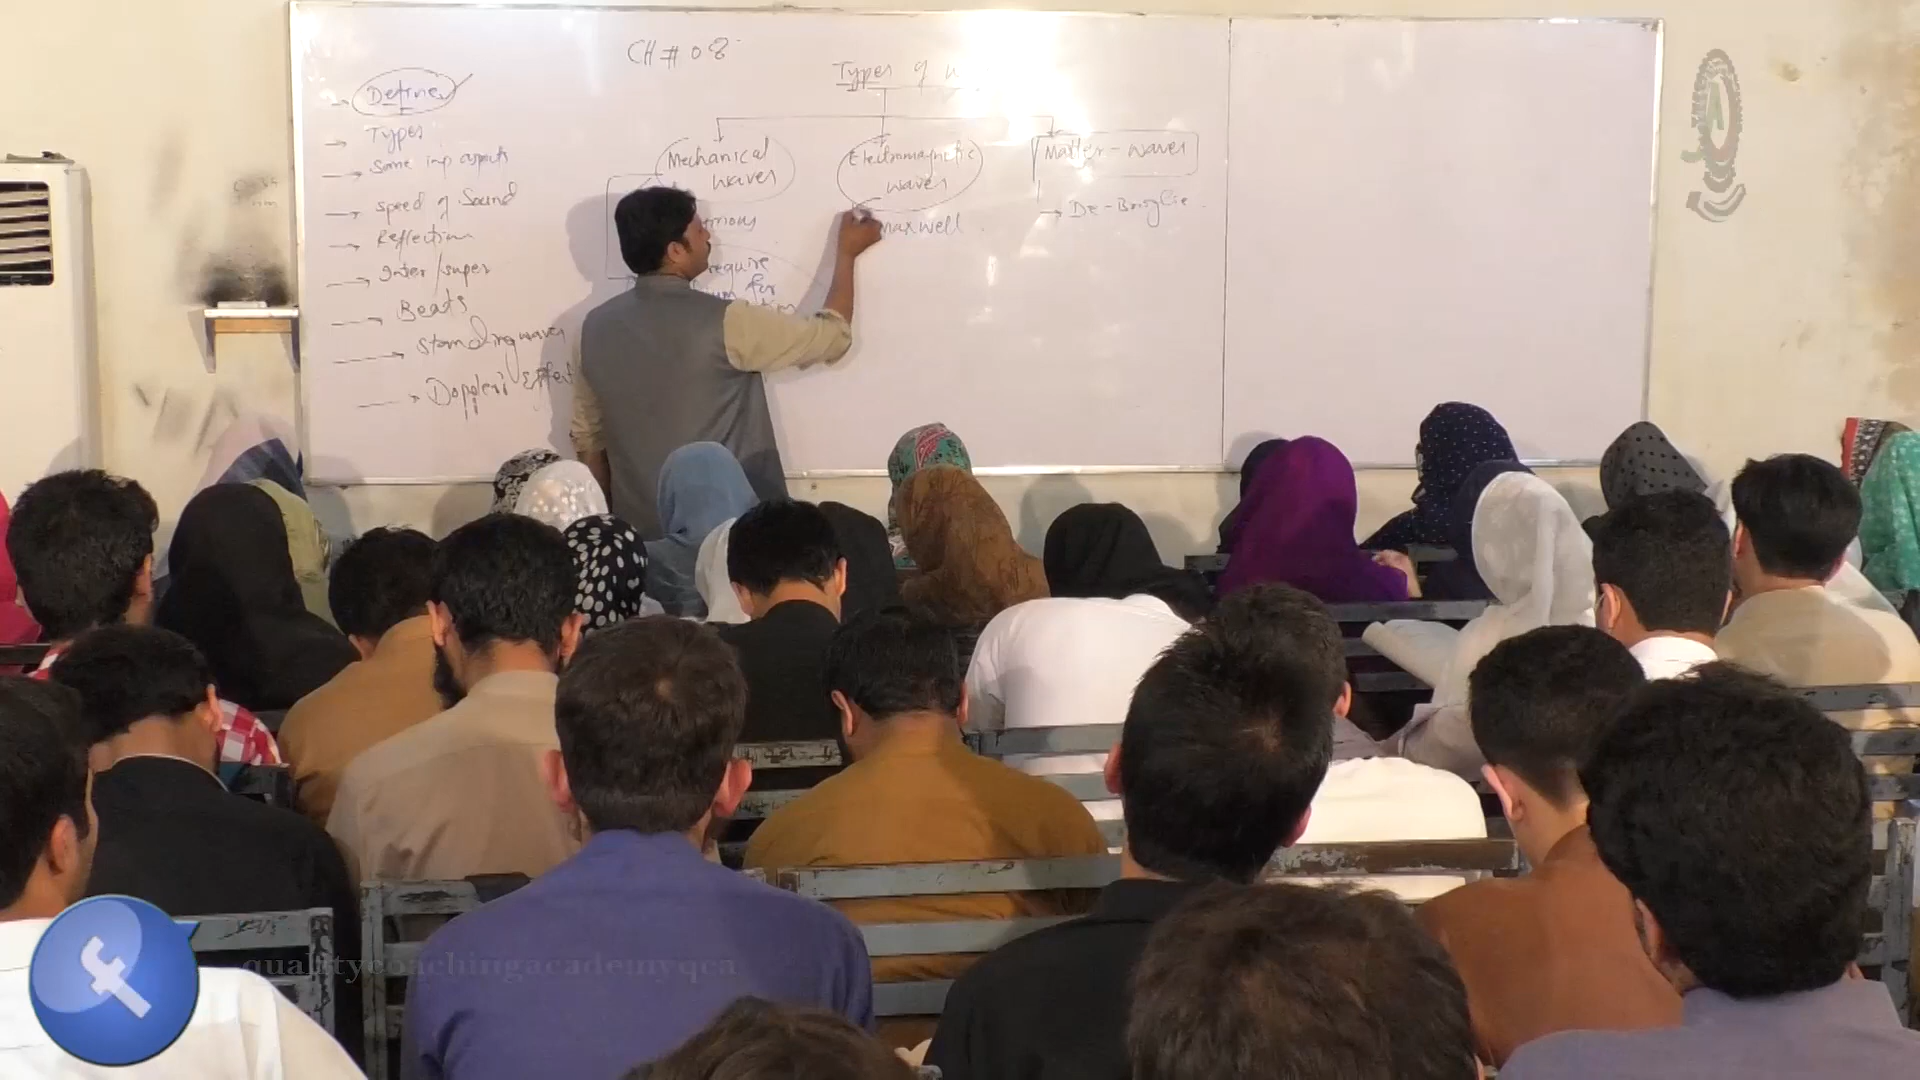 CH # 08
Types of w
Define
Types
Some imp aspects
Speed of Sound
Reflection
Inter/super
Beats
Standing waves
Doppler's Effect
Mechanical
waves
require
for
Electromagnetic
waves
maxwell
Matter-waves
De-Broglie
qualitycoachingacademyqca